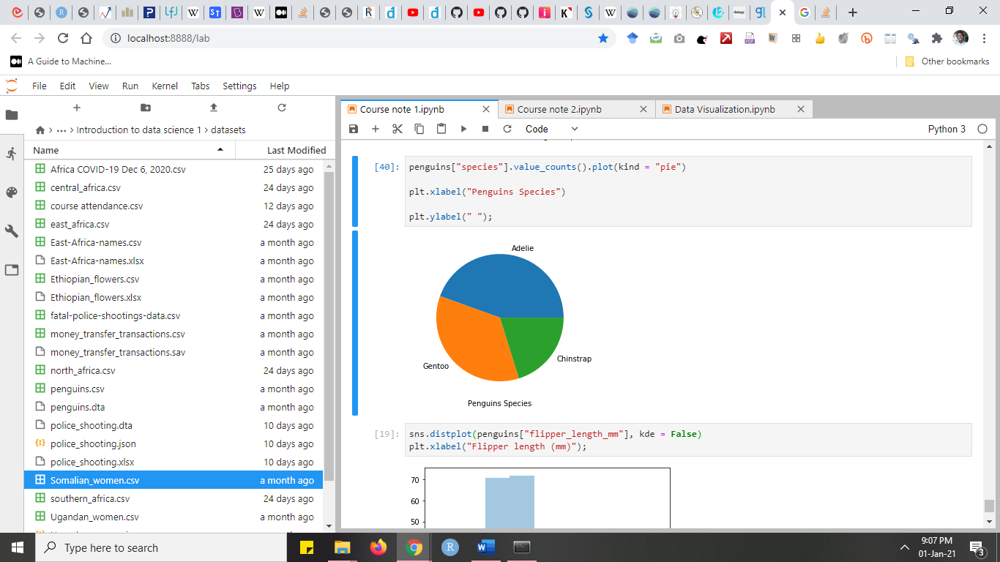 localhost:8888/lab
A Guide to Machine...
Other bookmarks
File Edit View Run Kernel Tabs Settings Help
... > Introduction to data science 1 > datasets
Name Last Modified
Africa COVID-19 Dec 6, 2020.csv 25 days ago
central_africa.csv 24 days ago
course attendance.csv 12 days ago
east_africa.csv 24 days ago
East-Africa-names.csv a month ago
East-Africa-names.xlsx a month ago
Ethiopian_flowers.csv a month ago
Ethiopian_flowers.xlsx a month ago
fatal-police-shootings-data.csv a month ago
money_transfer_transactions.csv a month ago
money_transfer_transactions.sav a month ago
north_africa.csv 24 days ago
penguins.csv a month ago
penguins.dta a month ago
police_shooting.dta 10 days ago
police_shooting.json 10 days ago
police_shooting.xlsx 10 days ago
Somalian_women.csv a month ago
southern_africa.csv 24 days ago
Ugandan_women.csv a month ago
Course note 1.ipynb
Course note 2.ipynb
Data Visualization.ipynb
Code
Python 3
[40]: penguins["species"].value_counts().plot(kind = "pie")
plt.xlabel("Penguins Species")
plt.ylabel(" ");
Adelie
Gentoo
Chinstrap
Penguins Species
[19]: sns.distplot(penguins["flipper_length_mm"], kde = False)
plt.xlabel("Flipper length (mm)");
70
60
50
Type here to search
9:07 PM
01-Jan-21
3